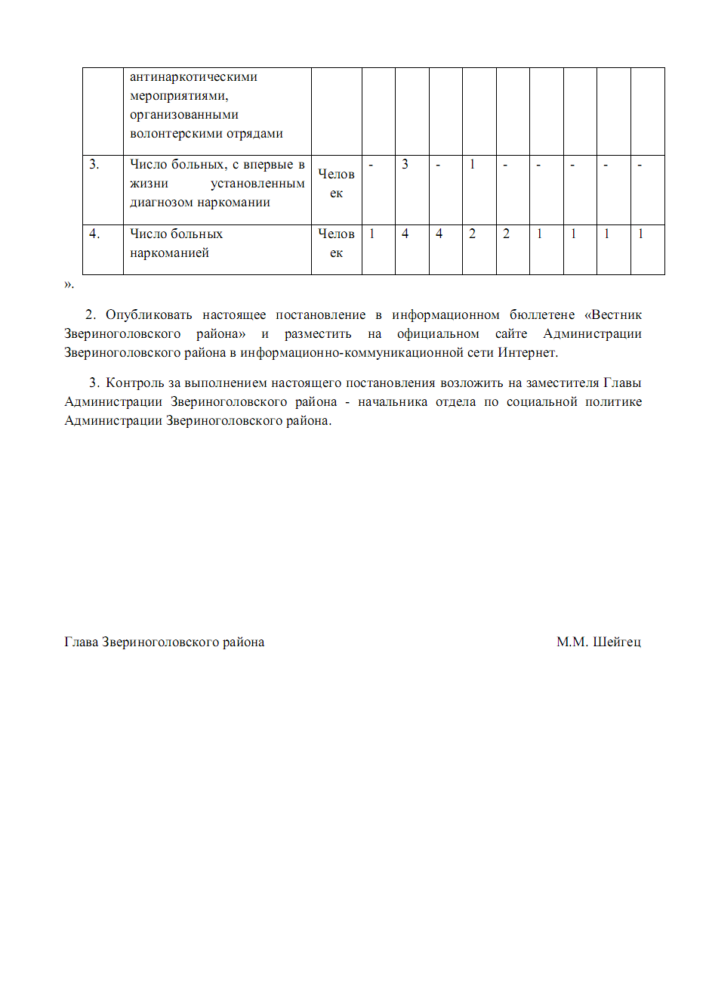 антинаркотическими
мероприятиями,
организованными
волонтерскими отрядами
3. Число больных, с впервые в жизни установленным диагнозом наркомании Челов ек - 3 - 1 - - - - -
4. Число больных наркоманией Челов ек 1 4 4 2 2 1 1 1 1
».
2. Опубликовать настоящее постановление в информационном бюллетене «Вестник
Звериноголовского района» и разместить на официальном сайте Администрации
Звериноголовского района в информационно-коммуникационной сети Интернет.
3. Контроль за выполнением настоящего постановления возложить на заместителя Главы
Администрации Звериноголовского района - начальника отдела по социальной политике
Администрации Звериноголовского района.
Глава Звериноголовского района М.М. Шейгец